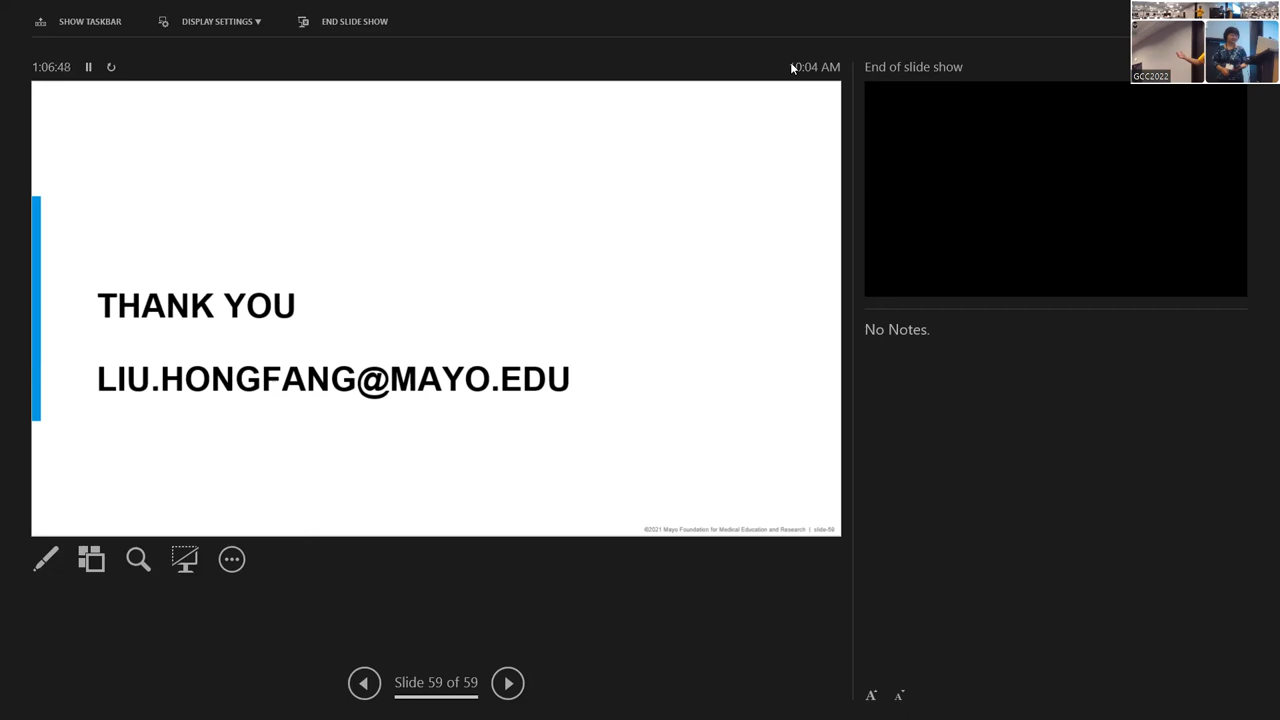 SHOW TASKBAR
DISPLAY SETTINGS ▼
END SLIDE SHOW
1:06:48
10:04 AM
End of slide show
GCC2022
THANK YOU
LIU.HONGFANG@MAYO.EDU
©2021 Mayo Foundation for Medical Education and Research | slide-59
No Notes.
Slide 59 of 59
A
A